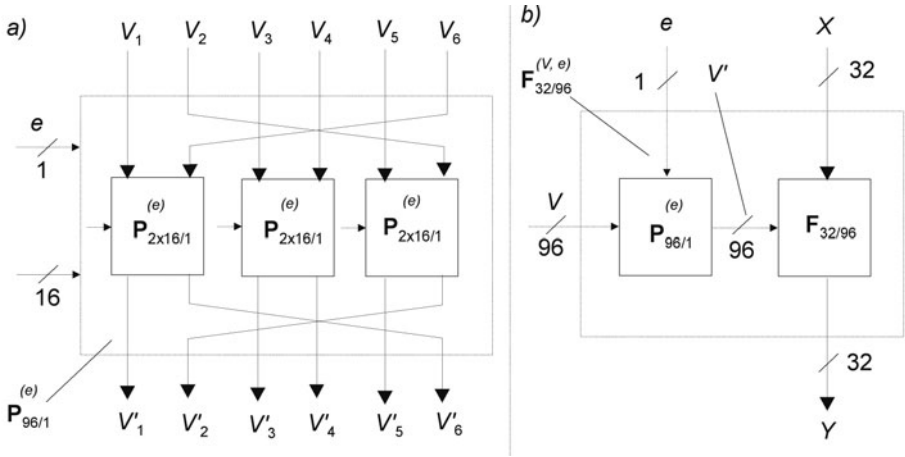 a)
V1 V2 V3 V4 V5 V6
e
1
(e) (e) (e)
P2x16/1 P2x16/1 P2x16/1
16
(e)
P96/1
V'1 V'2 V'3 V'4 V'5 V'6
b)
e X
(V, e)
F32/96
1 V' 32
V
96
(e)
P96/1
96
F32/96
32
Y